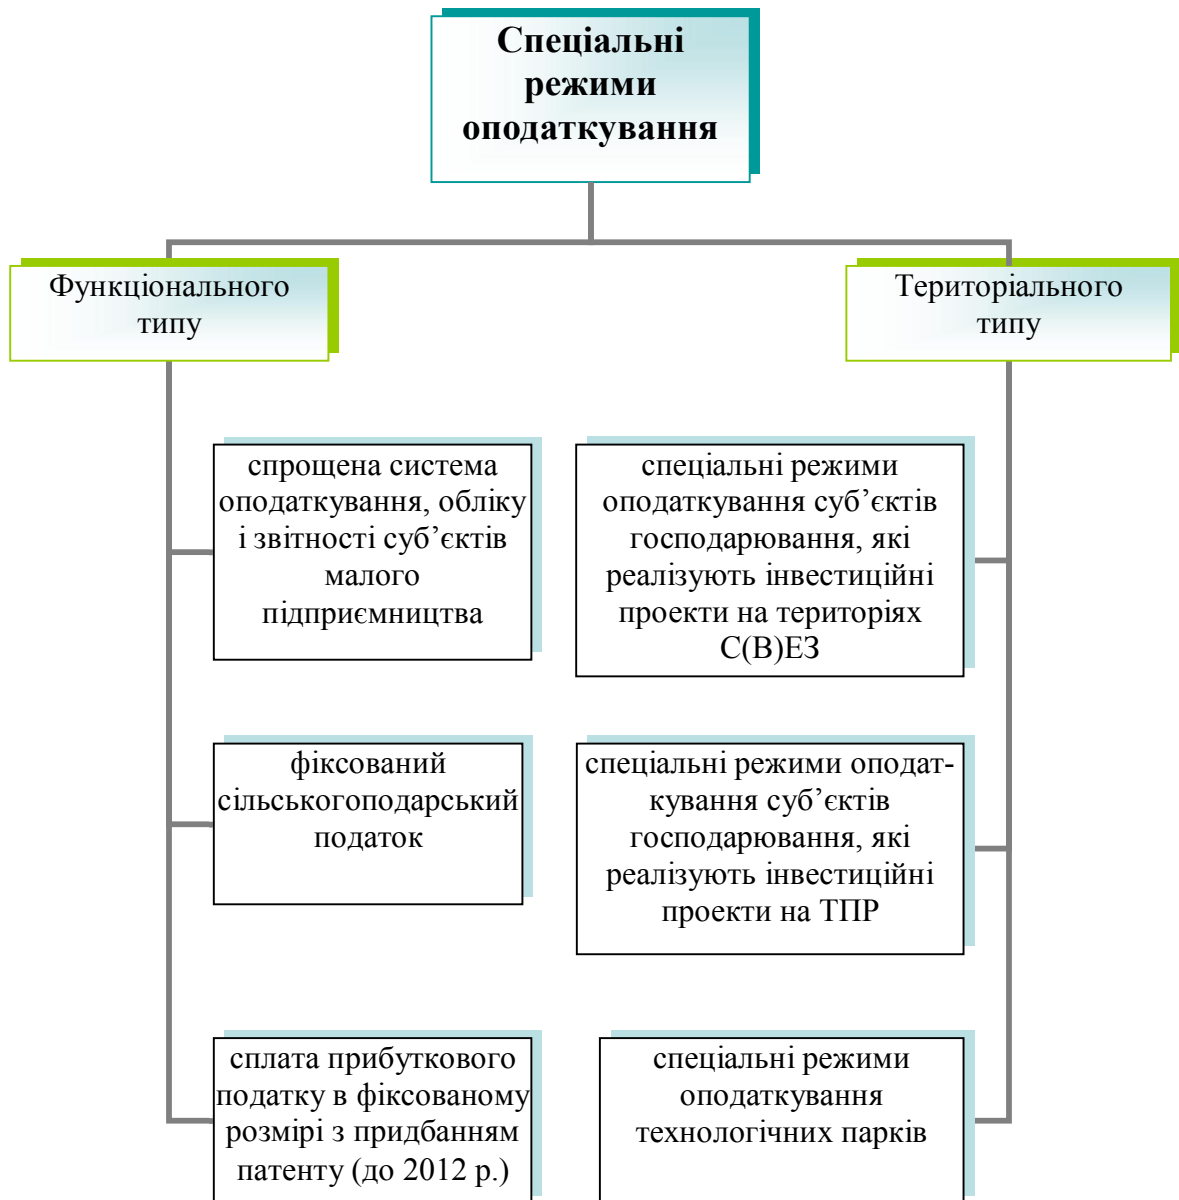 Спеціальні
режими
оподаткування
Функціонального
типу
Територіального
типу
спрощена система
оподаткування, обліку
і звітності суб’єктів
малого
підприємництва
спеціальні режими
оподаткування суб’єктів
господарювання, які
реалізують інвестиційні
проекти на територіях
С(В)ЕЗ
фіксований
сільськогоподарський
податок
спеціальні режими оподат-
кування суб’єктів
господарювання, які
реалізують інвестиційні
проекти на ТПР
сплата прибуткового
податку в фіксованому
розмірі з придбанням
патенту (до 2012 р.)
спеціальні режими
оподаткування
технологічних парків